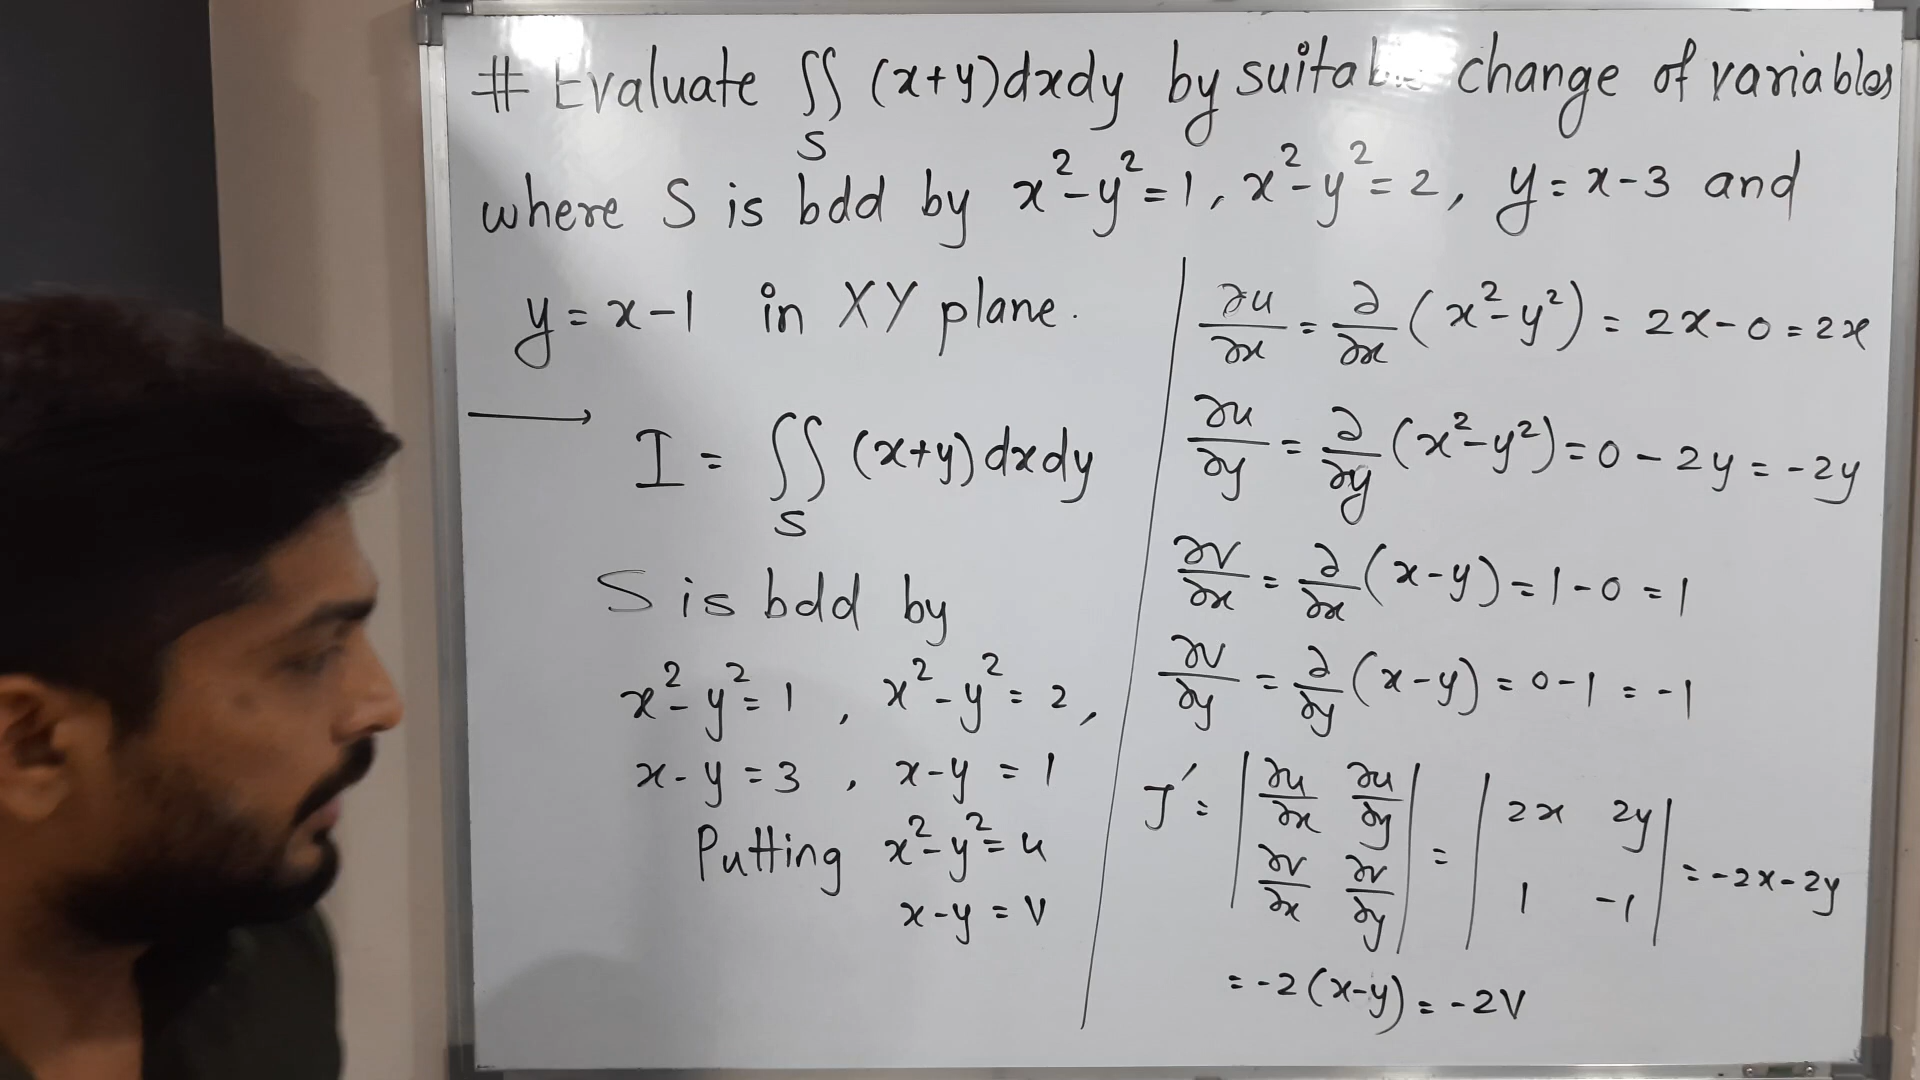 # Evaluate ∬ (x+y)dxdy by change of variables
S
where S is bdd by x²-y²=1, x²-y²=2, y=x-3 and
y=x-1 in XY plane.
→ I = ∬ (x+y)dxdy
S
S is bdd by
x²-y²=1 , x²-y²=2,
x-y=3 , x-y=1
Putting x²-y²=u
x-y=v
∂u/∂x = ∂/∂x (x²-y²) = 2x-0=2x
∂u/∂y = ∂/∂y (x²-y²)=0-2y=-2y
∂v/∂x = ∂/∂x (x-y)=1-0=1
∂v/∂y = ∂/∂y (x-y)=0-1=-1
J' = | ∂u/∂x ∂u/∂y | = | 2x 2y | = -2x-2y
| ∂v/∂x ∂v/∂y | | 1 -1 |
= -2(x-y) = -2v